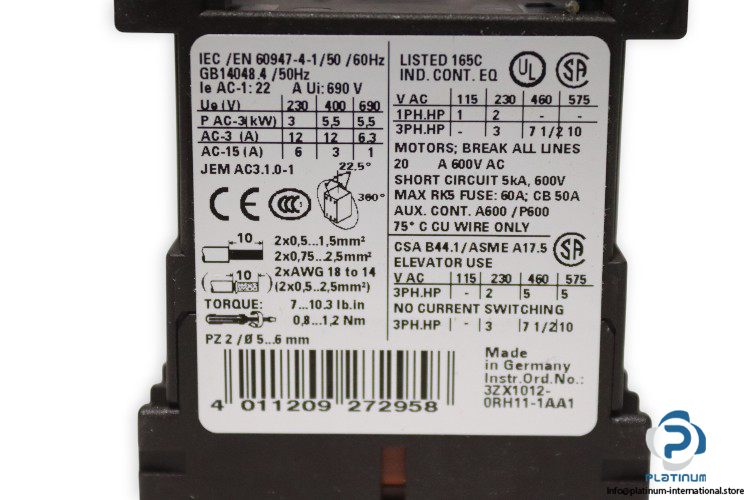 IEC /EN 60947-4-1/50 /60Hz
GB14048.4 /50Hz
Ie AC-1: 22 A Ui: 690 V
Ue (V) 230 400 690
P AC-3(kW) 3 5,5 5,5
AC-3 (A) 12 12 6,3
AC-15 (A) 6 3 1
JEM AC3.1.0-1
22,5°
360°
CE CCC
10 2x0,5...1,5mm²
2x0,75...2,5mm²
10 2xAWG 18 to 14
(2x0,5...2,5mm²)
TORQUE: 7...10.3 lb.in
0,8...1,2 Nm
PZ 2 / Ø 5...6 mm
4 011209 272958
LISTED 165C
IND. CONT. EQ
UL SA
V AC 115 230 460 575
1PH.HP 1 2 - -
3PH.HP - 3 7 1/2 10
MOTORS; BREAK ALL LINES
20 A 600V AC
SHORT CIRCUIT 5kA, 600V
MAX RK5 FUSE: 60A; CB 50A
AUX. CONT. A600 /P600
75° C CU WIRE ONLY
CSA B44.1/ASME A17.5
ELEVATOR USE
SA
V AC 115 230 460 575
3PH.HP - 2 5 5
NO CURRENT SWITCHING
3PH.HP - 3 7 1/2 10
Made
in Germany
Instr.Ord.No.:
3ZX1012-
0RH11-1AA1
PLATINUM
info@platinum-international.store